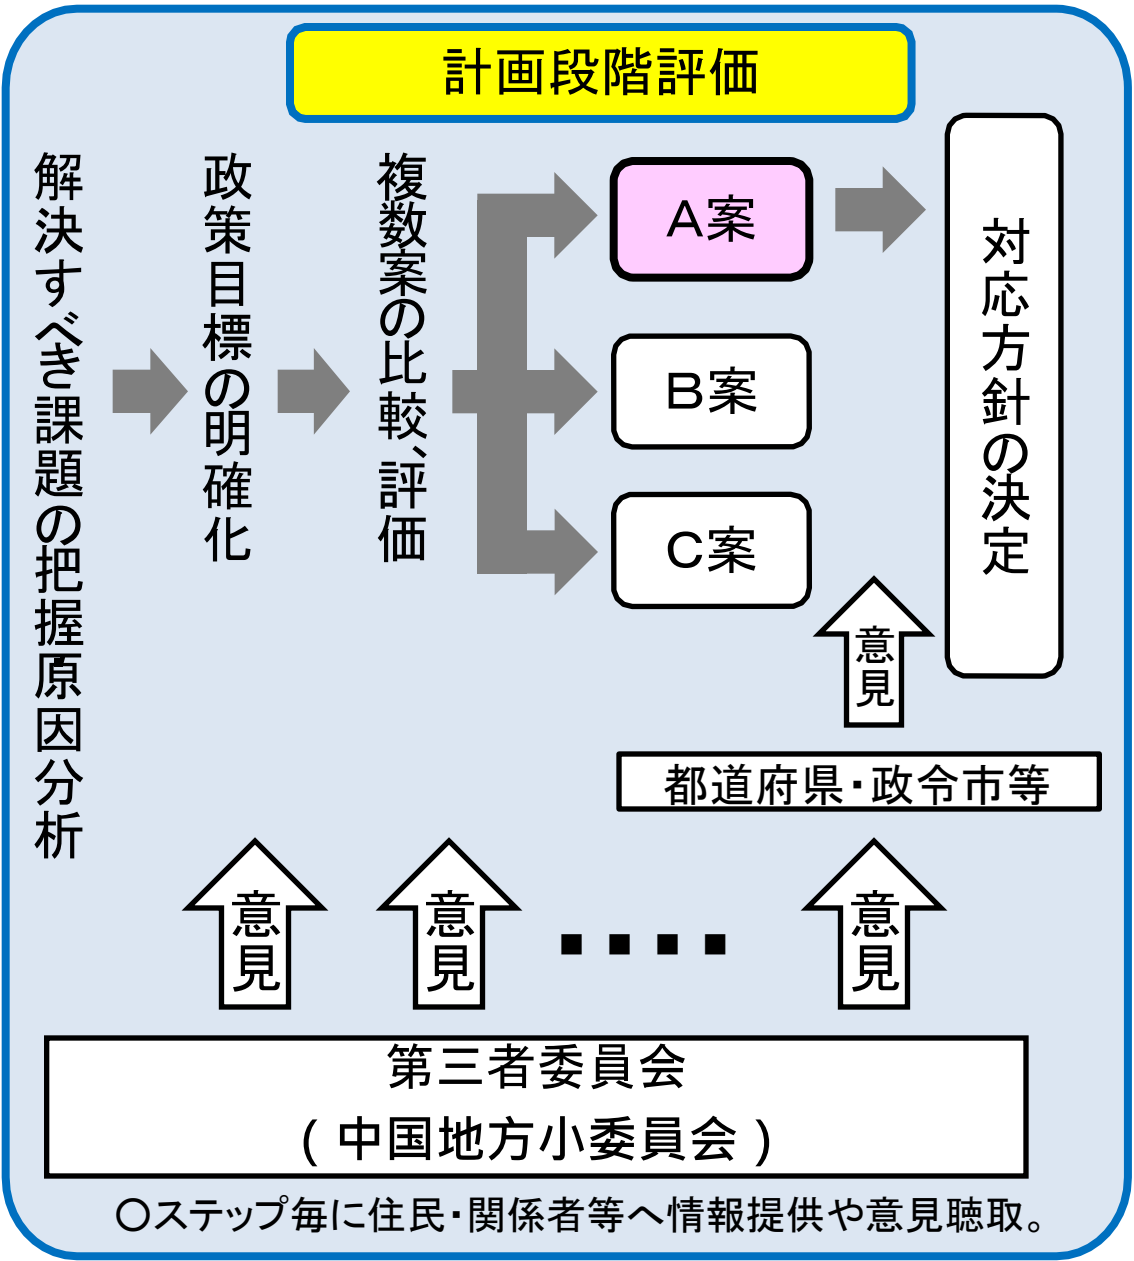 計画段階評価
解決すべき課題の把握・原因分析
政策目標の明確化
複数案の比較、評価
A案
B案
C案
対応方針の決定
意見
都道府県・政令市等
意見
意見
・・・・
意見
第三者委員会
(中国地方小委員会)
○ステップ毎に住民・関係者等へ情報提供や意見聴取。